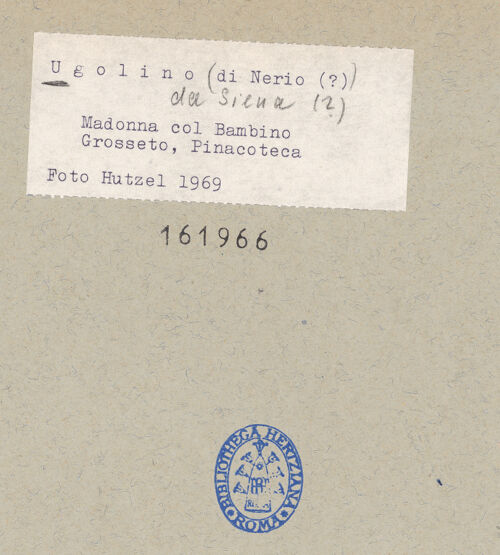 Ugolino (di Nerio (?))
da Siena (?)
Madonna col Bambino
Grosseto, Pinacoteca
Foto Hutzel 1969
161966
BIBLIOTHECA HERTZIANA
ROMA